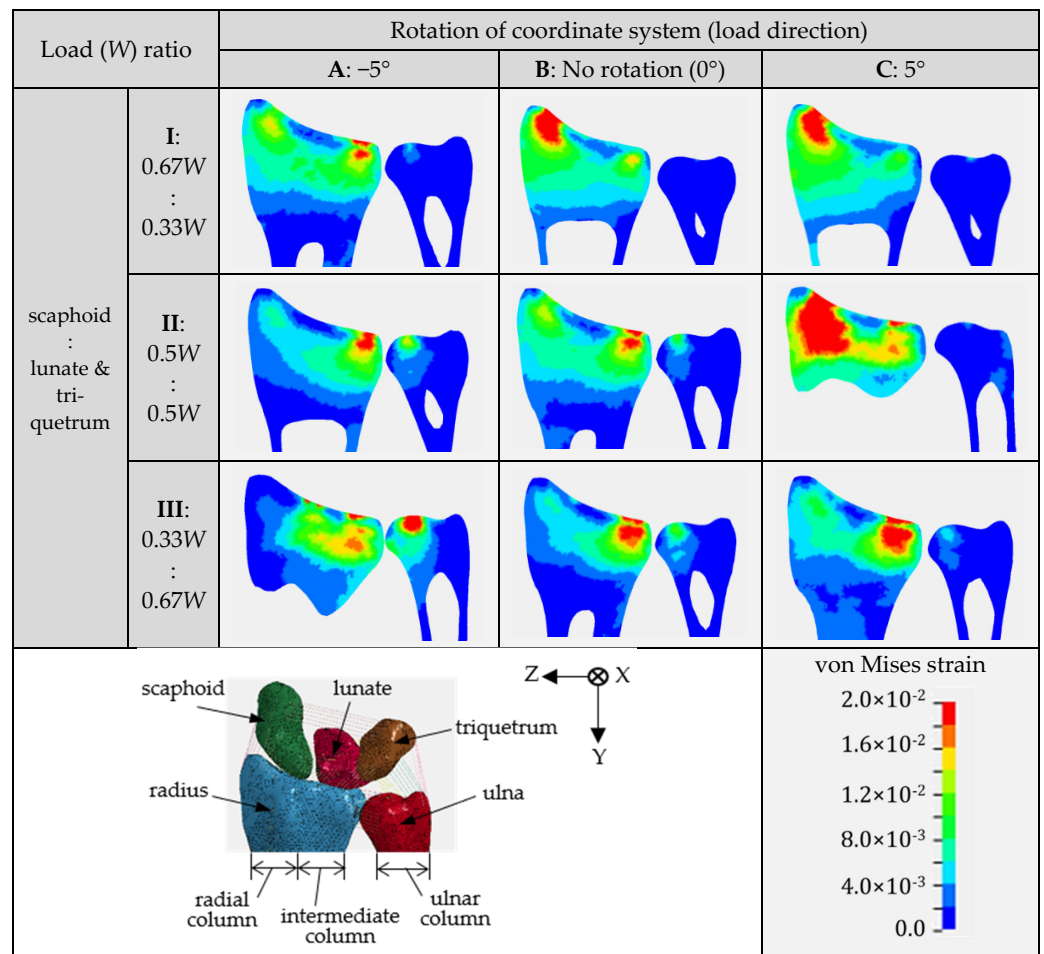 Load (W) ratio
Rotation of coordinate system (load direction)
A: −5°
B: No rotation (0°)
C: 5°
scaphoid
:
lunate &
tri-
quetrum
I:
0.67W
:
0.33W
II:
0.5W
:
0.5W
III:
0.33W
:
0.67W
scaphoid
lunate
triquetrum
radius
ulna
radial
column
intermediate
column
ulnar
column
Z
X
Y
von Mises strain
2.0×10⁻²
1.6×10⁻²
1.2×10⁻²
8.0×10⁻³
4.0×10⁻³
0.0